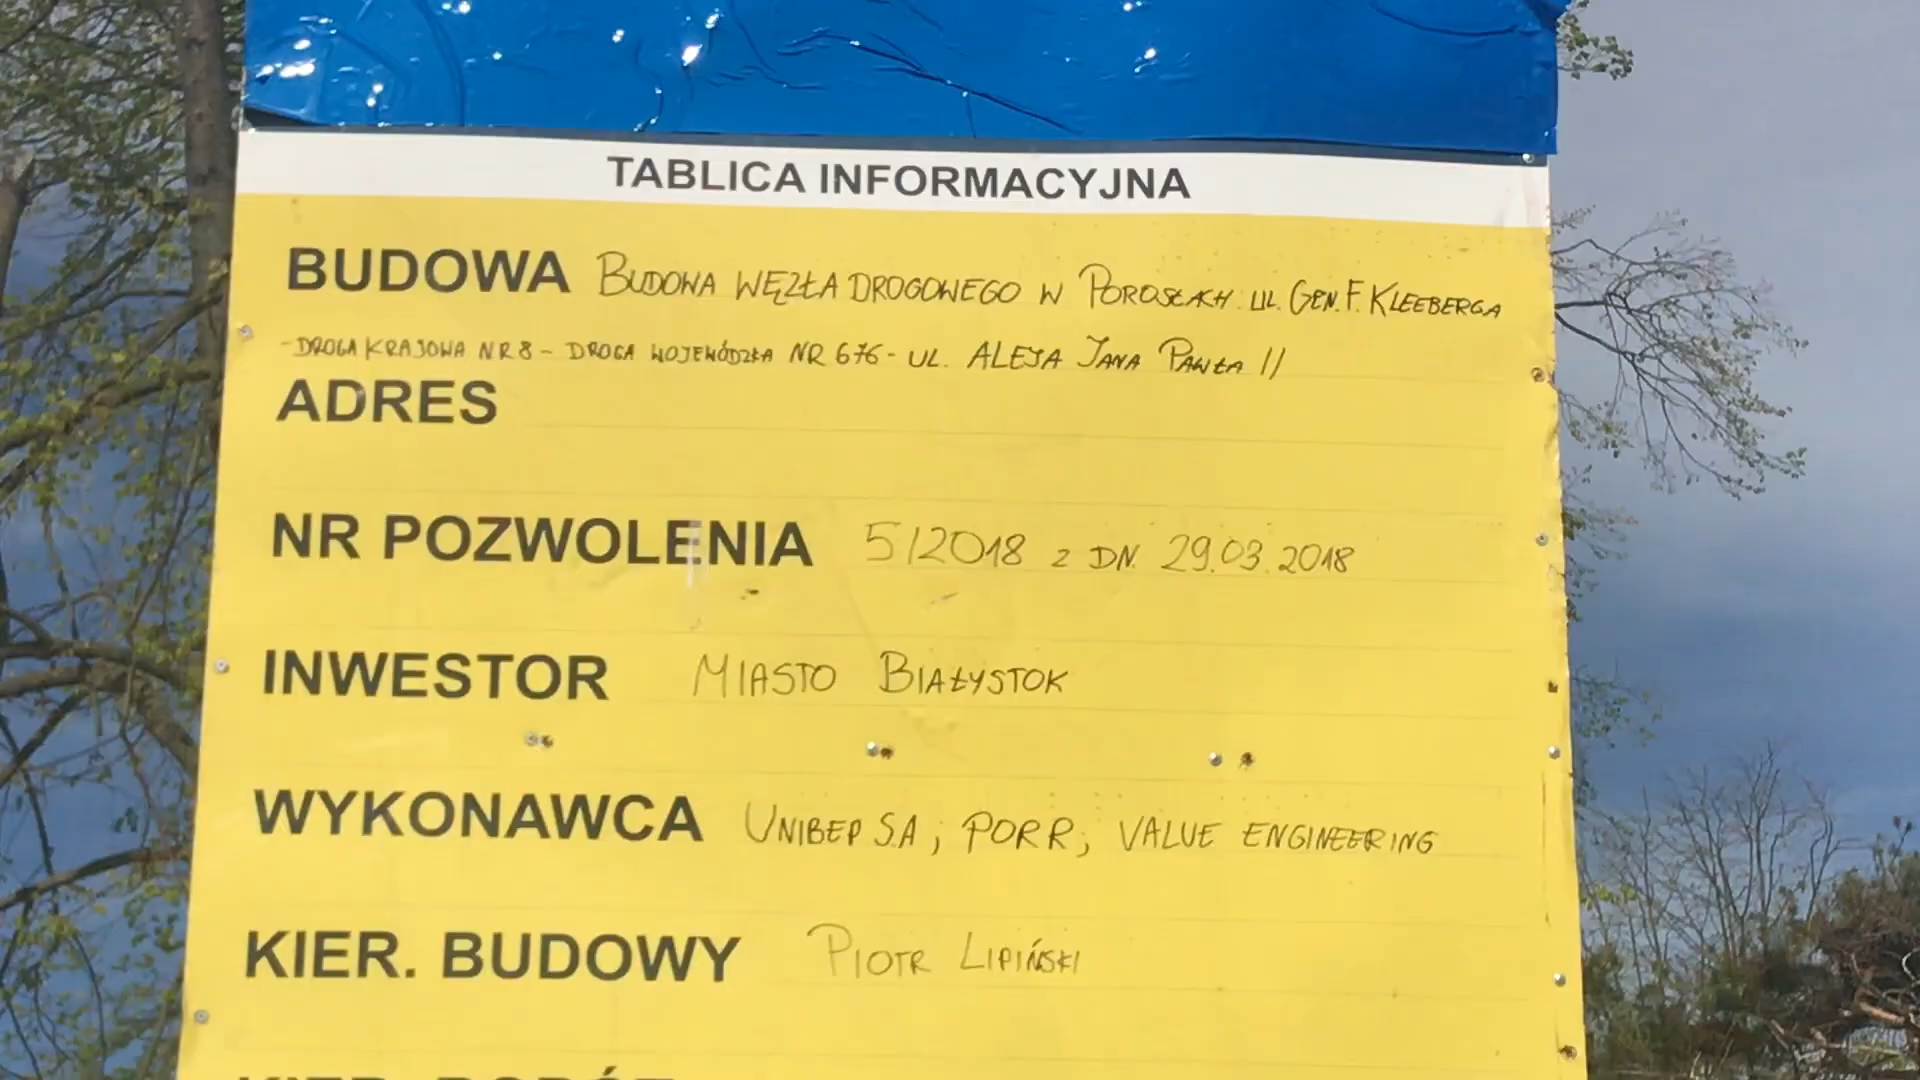 TABLICA INFORMACYJNA
BUDOWA BUDOWA WĘZŁA DROGOWEGO W POROSŁACH: UL. GEN. F. KLEEBERGA
- DROGA KRAJOWA NR 8 - DROGA WOJEWÓDZKA NR 676 - UL. ALEJA JANA PAWŁA II
ADRES
NR POZWOLENIA 5/2018 Z DN. 29.03.2018
INWESTOR MIASTO BIAŁYSTOK
WYKONAWCA UNIBEP S.A, PORR, VALUE ENGINEERING
KIER. BUDOWY PIOTR LIPIŃSKI